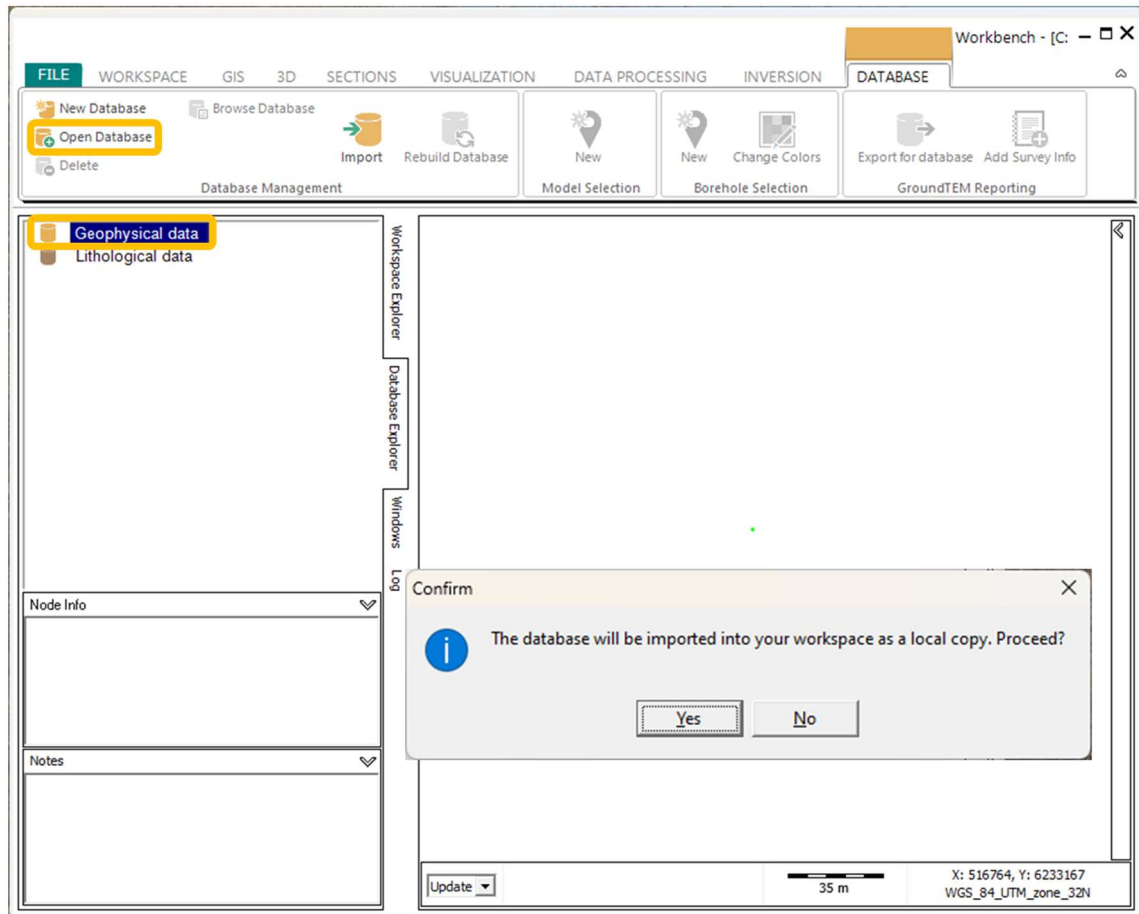 Workbench - [C:
FILE WORKSPACE GIS 3D SECTIONS VISUALIZATION DATA PROCESSING INVERSION DATABASE
New Database
Browse Database
Open Database
Delete
Import
Rebuild Database
Database Management
New
Model Selection
New
Change Colors
Borehole Selection
Export for database
Add Survey Info
GroundTEM Reporting
Geophysical data
Lithological data
Workspace Explorer
Database Explorer
Windows
Log
Node Info
Notes
Confirm
The database will be imported into your workspace as a local copy. Proceed?
Yes
No
Update
35 m
X: 516764, Y: 6233167
WGS_84_UTM_zone_32N